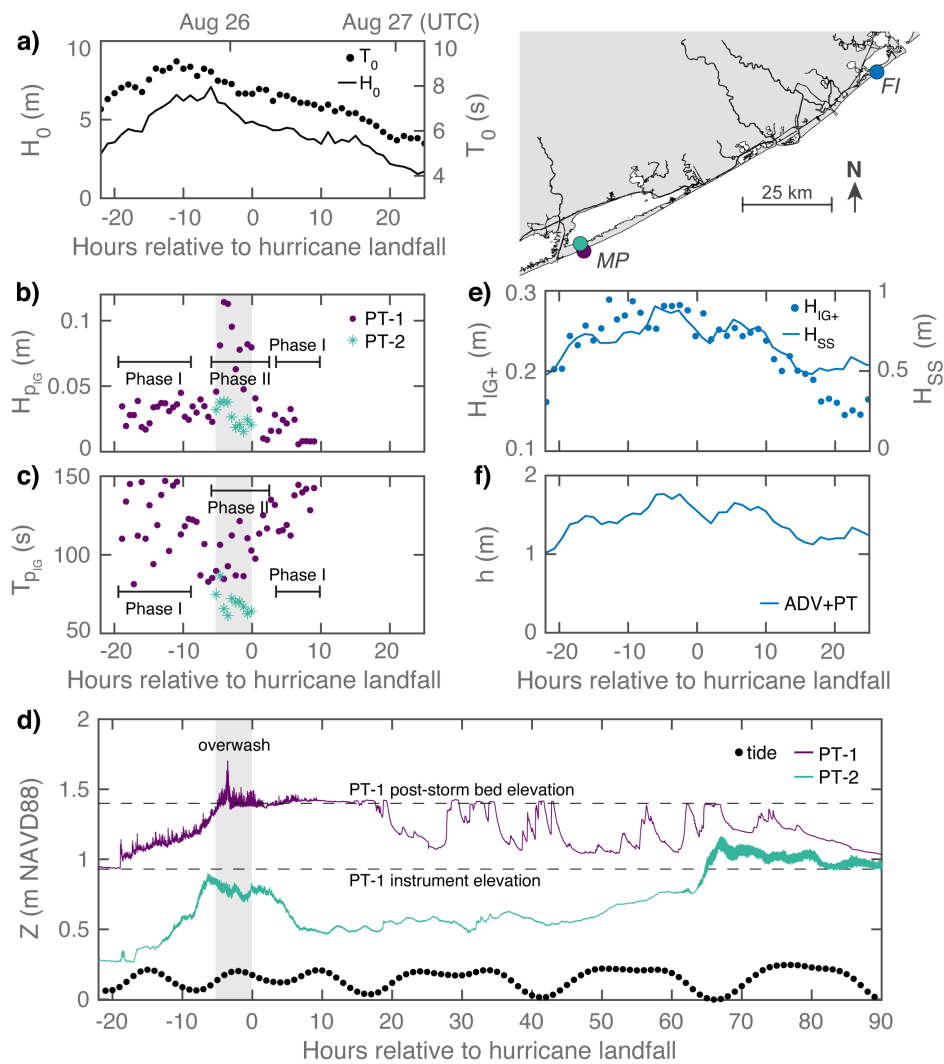 Aug 26
Aug 27 (UTC)
a)
10
5
0
H0 (m)
T0
H0
10
8
6
4
T0 (s)
-20 -10 0 10 20
Hours relative to hurricane landfall
FI
N
25 km
MP
b)
0.1
0.05
0
HpIG (m)
PT-1
PT-2
Phase I
Phase II
Phase I
c)
150
100
50
TpIG (s)
Phase II
Phase I
Phase I
-20 -10 0 10 20
Hours relative to hurricane landfall
e)
0.3
0.2
0.1
HIG+ (m)
HIG+
HSS
1
0.5
0
HSS (m)
f)
2
1
0
h (m)
ADV+PT
-20 -10 0 10 20
Hours relative to hurricane landfall
d)
2
1.5
1
0.5
0
Z (m NAVD88)
overwash
tide
PT-1
PT-2
PT-1 post-storm bed elevation
PT-1 instrument elevation
-20 -10 0 10 20 30 40 50 60 70 80 90
Hours relative to hurricane landfall